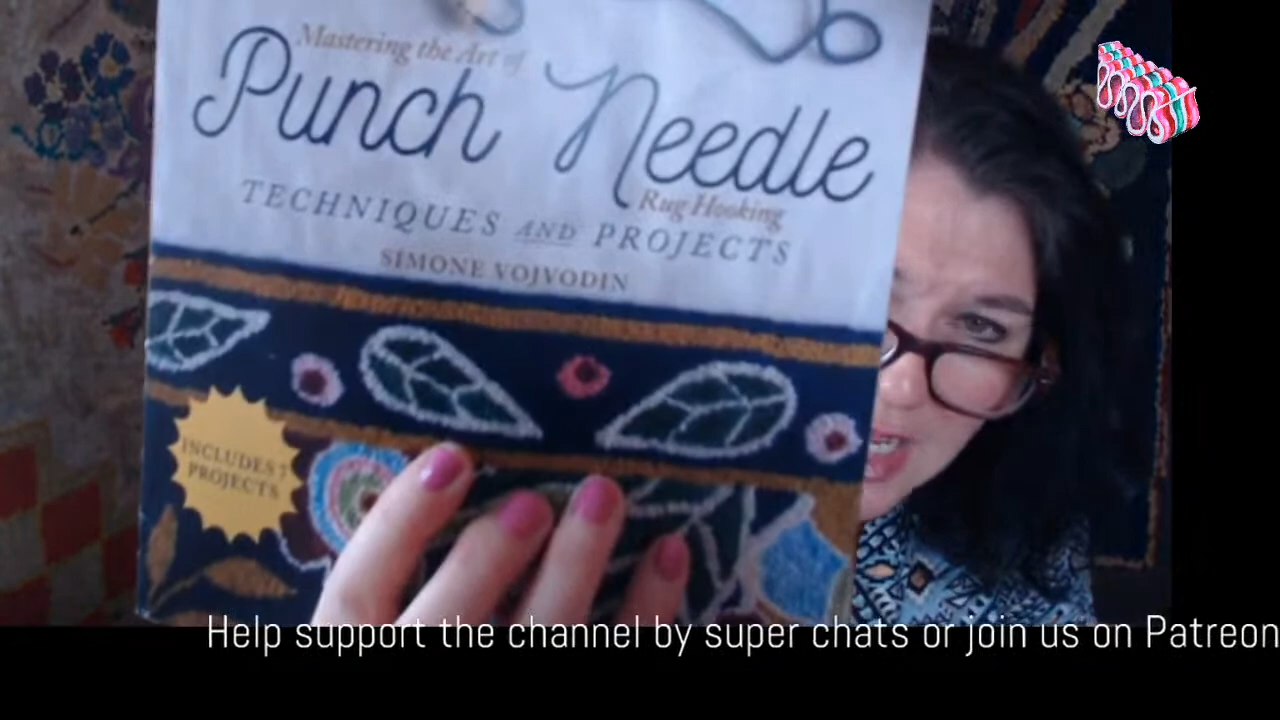 Mastering the Art of
Punch Needle
Rug Hooking
TECHNIQUES AND PROJECTS
SIMONE VOJVODIN
INCLUDES 7
PROJECTS
Help support the channel by super chats or join us on Patreon